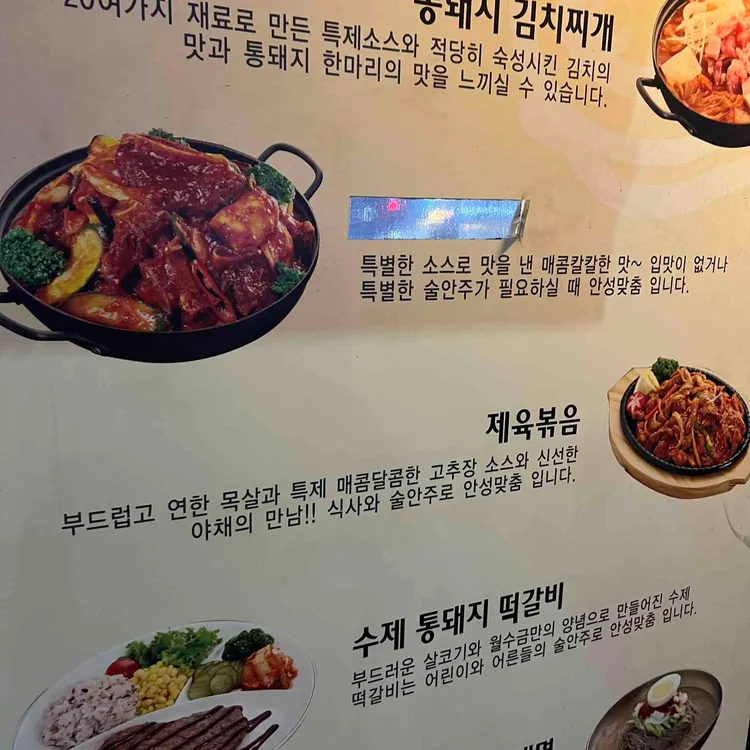 통돼지 김치찌개
20여가지 재료로 만든 특제소스와 적당히 숙성시킨 김치의
맛과 통돼지 한마리의 맛을 느끼실 수 있습니다.
특별한 소스로 맛을 낸 매콤칼칼한 맛~ 입맛이 없거나
특별한 술안주가 필요하실 때 안성맞춤 입니다.
제육볶음
부드럽고 연한 목살과 특제 매콤달콤한 고추장 소스와 신선한
야채의 만남!! 식사와 술안주로 안성맞춤 입니다.
수제 통돼지 떡갈비
부드러운 살코기와 월수금만의 양념으로 만들어진 수제
떡갈비는 어린이와 어른들의 술안주로 안성맞춤 입니다.